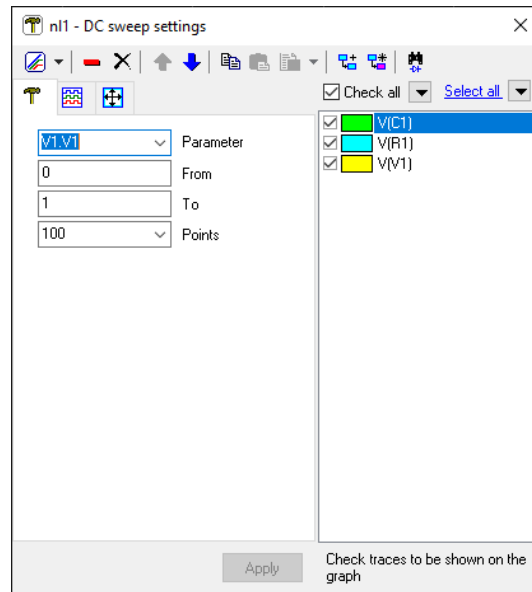 nl1 - DC sweep settings
Check all
Select all
V1.V1
Parameter
0
From
1
To
100
Points
V(C1)
V(R1)
V(V1)
Apply
Check traces to be shown on the
graph